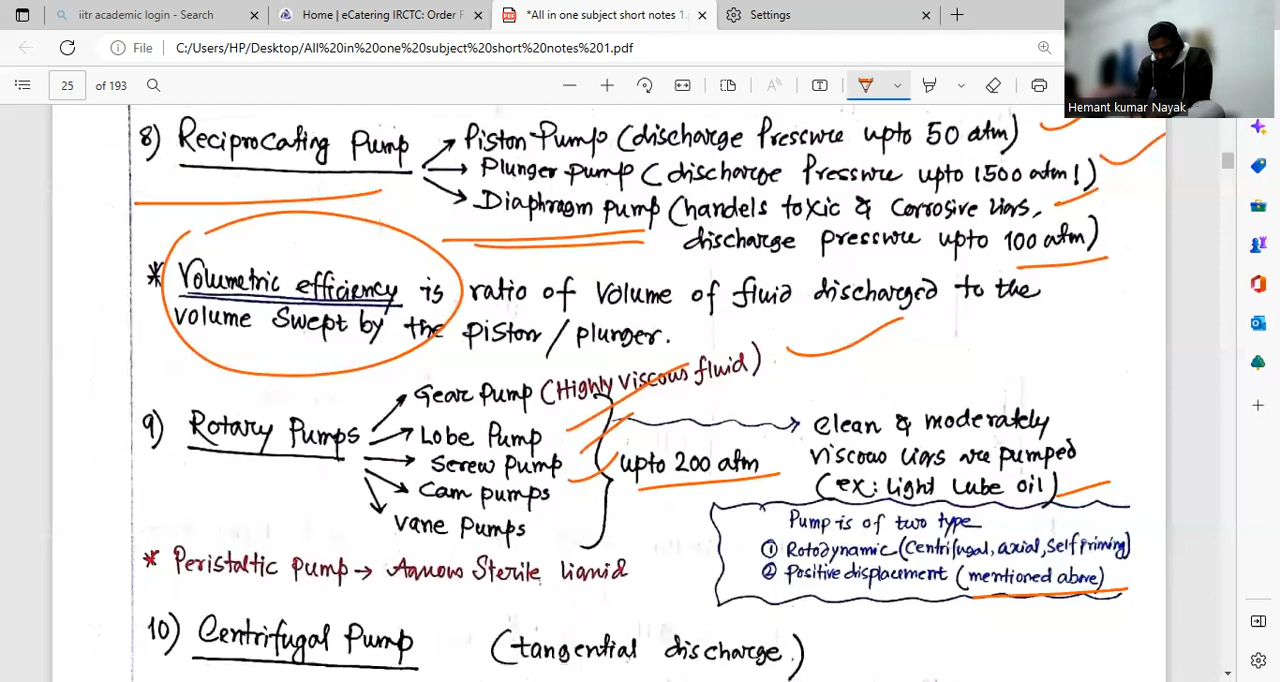 iitr academic login - Search
Home | eCatering IRCTC: Order F
*All in one subject short notes 1.p
Settings
File
C:/Users/HP/Desktop/All%20in%20one%20subject%20short%20notes%201.pdf
25 of 193
Hemant kumar Nayak
8) Reciprocating Pump
Piston Pump (discharge Pressure upto 50 atm)
Plunger pump (discharge Pressure upto 1500 atm!)
Diaphragm pump (handels toxic & Corrosive liqs,
discharge pressure upto 100 atm)
* Volumetric efficiency is ratio of volume of fluid discharged to the
volume swept by the piston/plunger.
9) Rotary Pumps
Gear Pump (Highly viscous fluid)
Lobe Pump
Screw pump
Cam pumps
Vane Pumps
upto 200 atm
Clean & moderately
viscous liqs are pumped
(ex: light lube oil)
Pump is of two type
① Rotodynamic (Centrifugal, axial, Self Priming)
② Positive displacement (mentioned above)
* Peristaltic pump → Sterile liquid
10) Centrifugal Pump (tangential discharge)